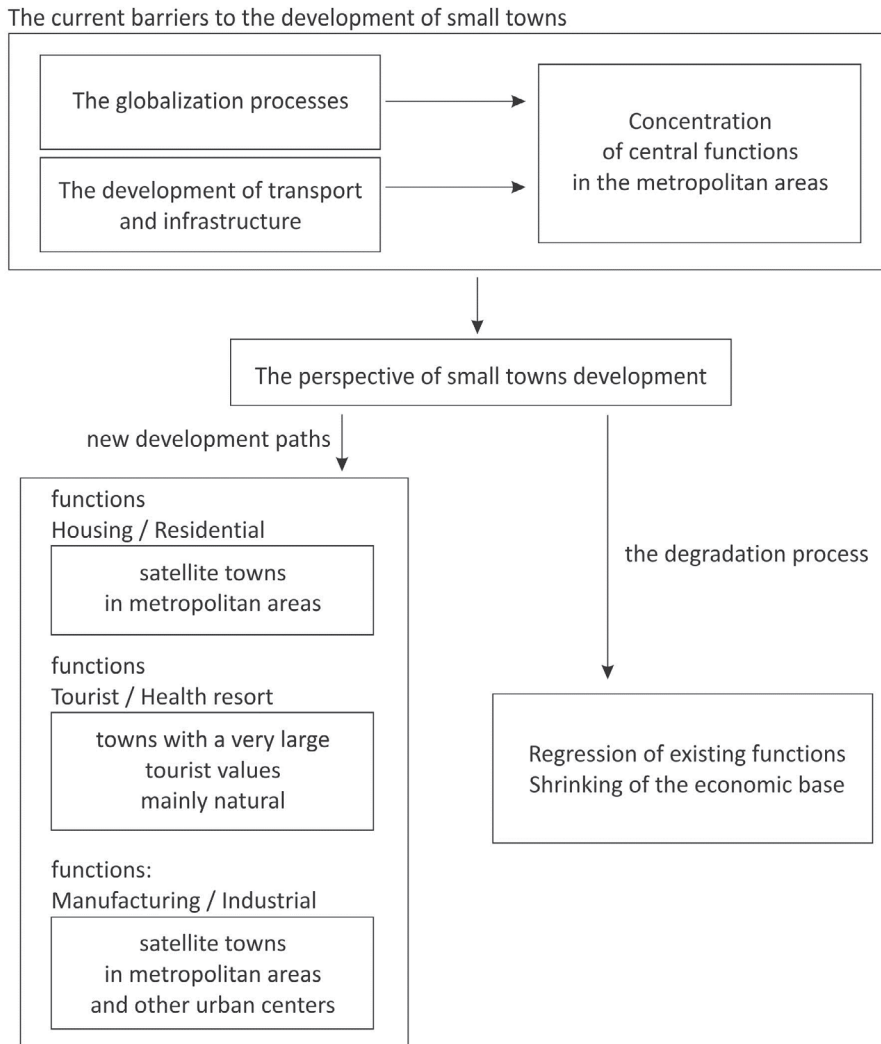 The current barriers to the development of small towns
The globalization processes
The development of transport
and infrastructure
Concentration
of central functions
in the metropolitan areas
The perspective of small towns development
new development paths
the degradation process
functions
Housing / Residential
satellite towns
in metropolitan areas
functions
Tourist / Health resort
towns with a very large
tourist values
mainly natural
functions:
Manufacturing / Industrial
satellite towns
in metropolitan areas
and other urban centers
Regression of existing functions
Shrinking of the economic base